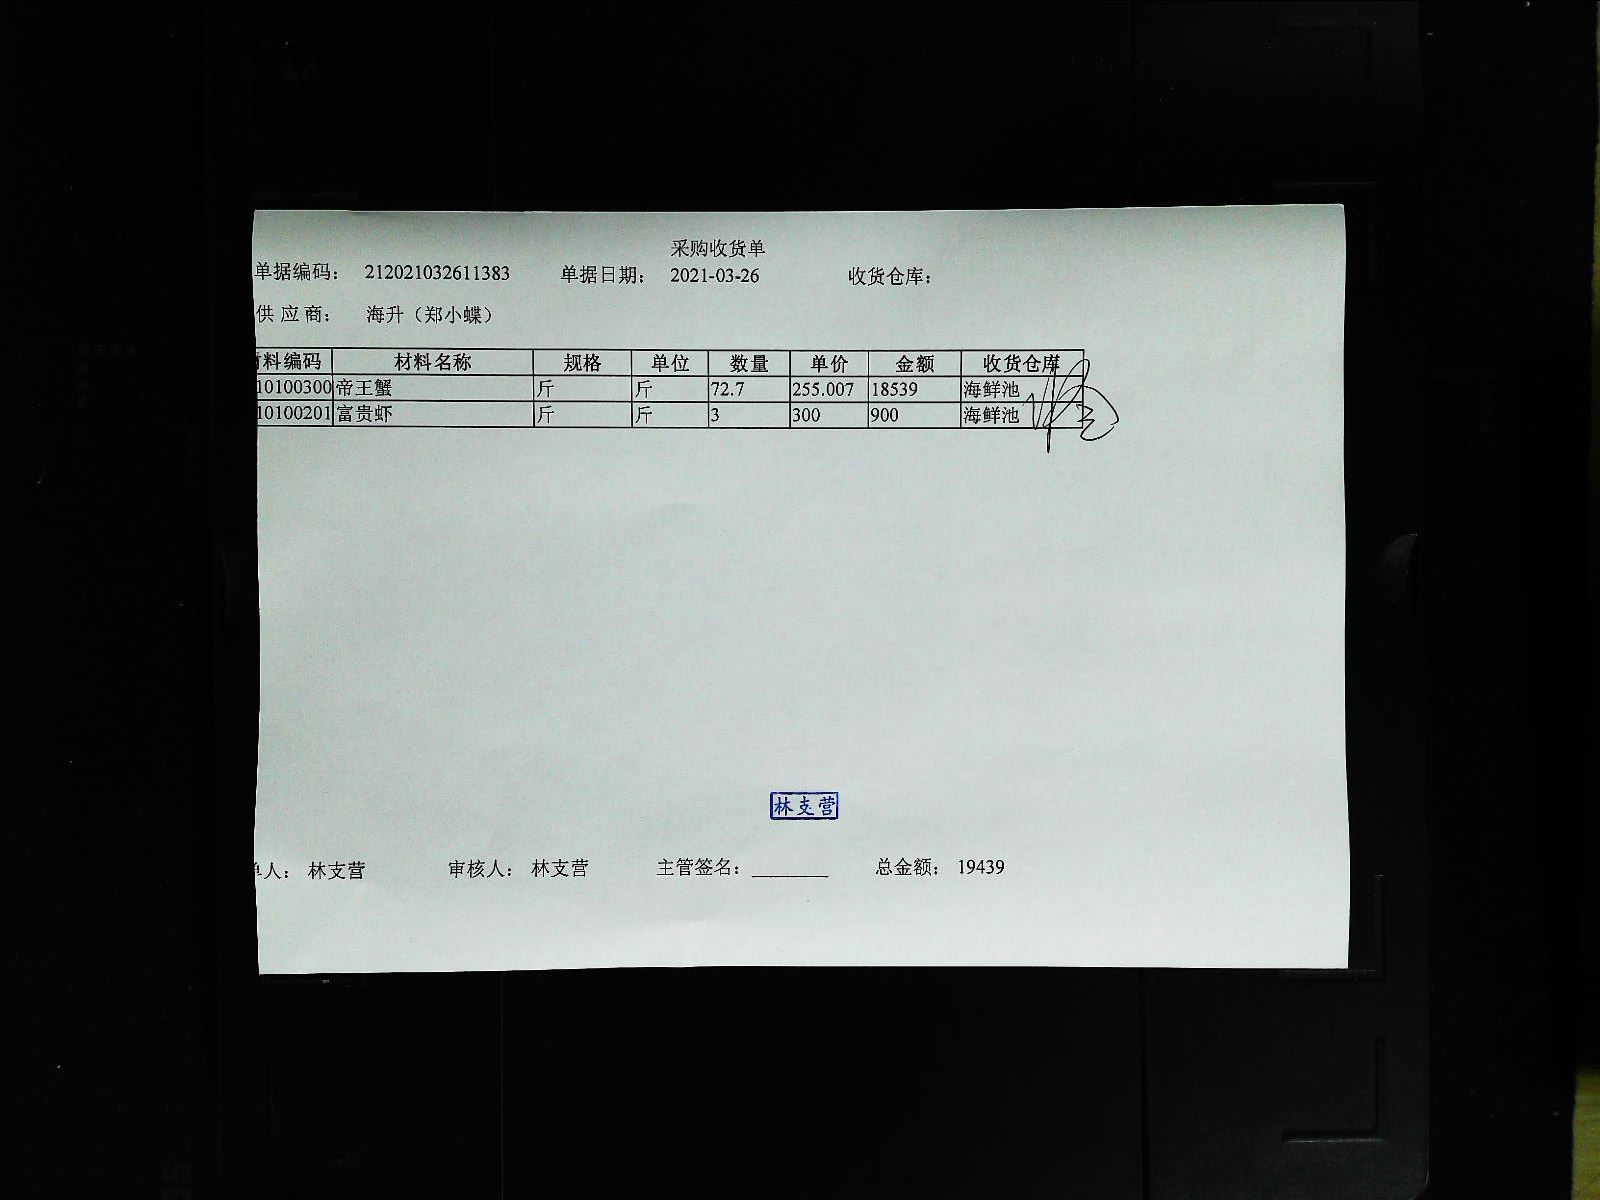 采购收货单
单据编码： 212021032611383 单据日期： 2021-03-26 收货仓库：
供应商： 海升（郑小蝶）
材料编码 材料名称 规格 单位 数量 单价 金额 收货仓库
10100300 帝王蟹 斤 斤 72.7 255.007 18539 海鲜池
10100201 富贵虾 斤 斤 3 300 900 海鲜池
林支营
单人： 林支营 审核人： 林支营 主管签名：________ 总金额： 19439